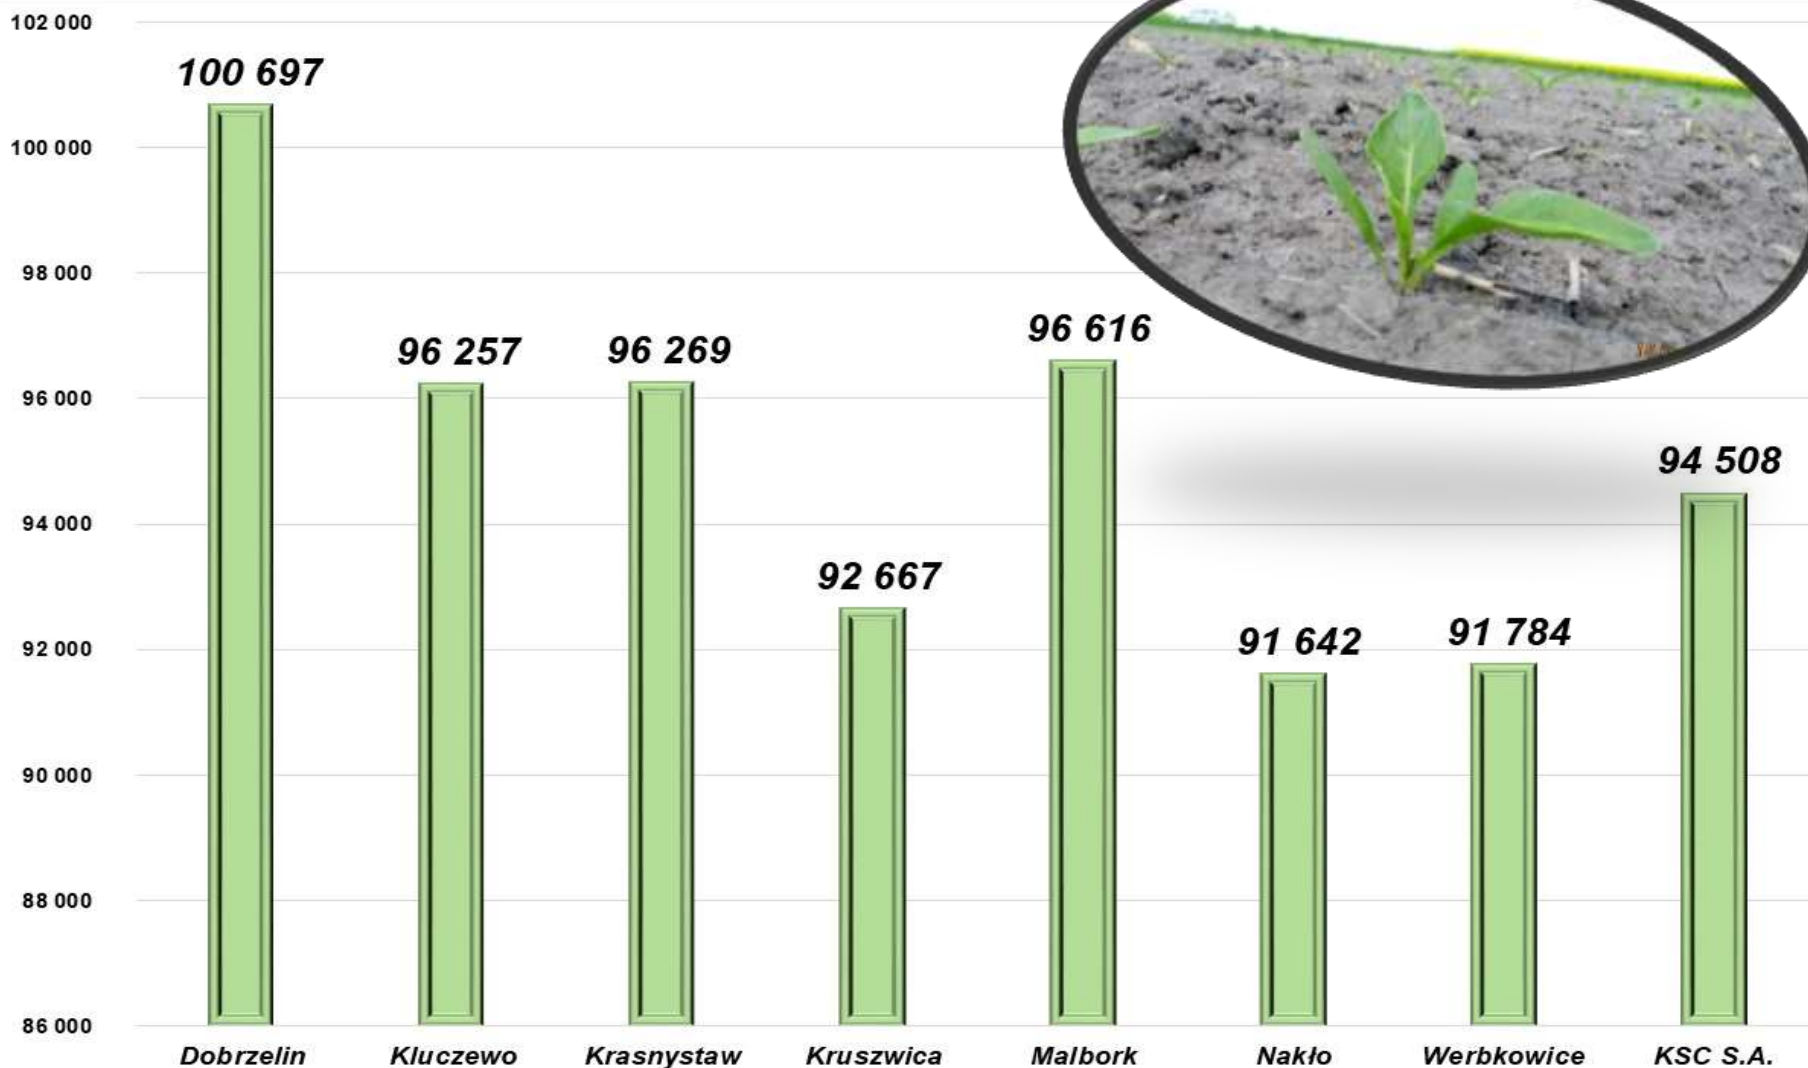 102 000
100 000
98 000
96 000
94 000
92 000
90 000
88 000
86 000
100 697
96 257
96 269
92 667
96 616
91 642
91 784
94 508
Dobrzelin
Kluczewo
Krasnystaw
Kruszwica
Malbork
Nakło
Werbkowice
KSC S.A.